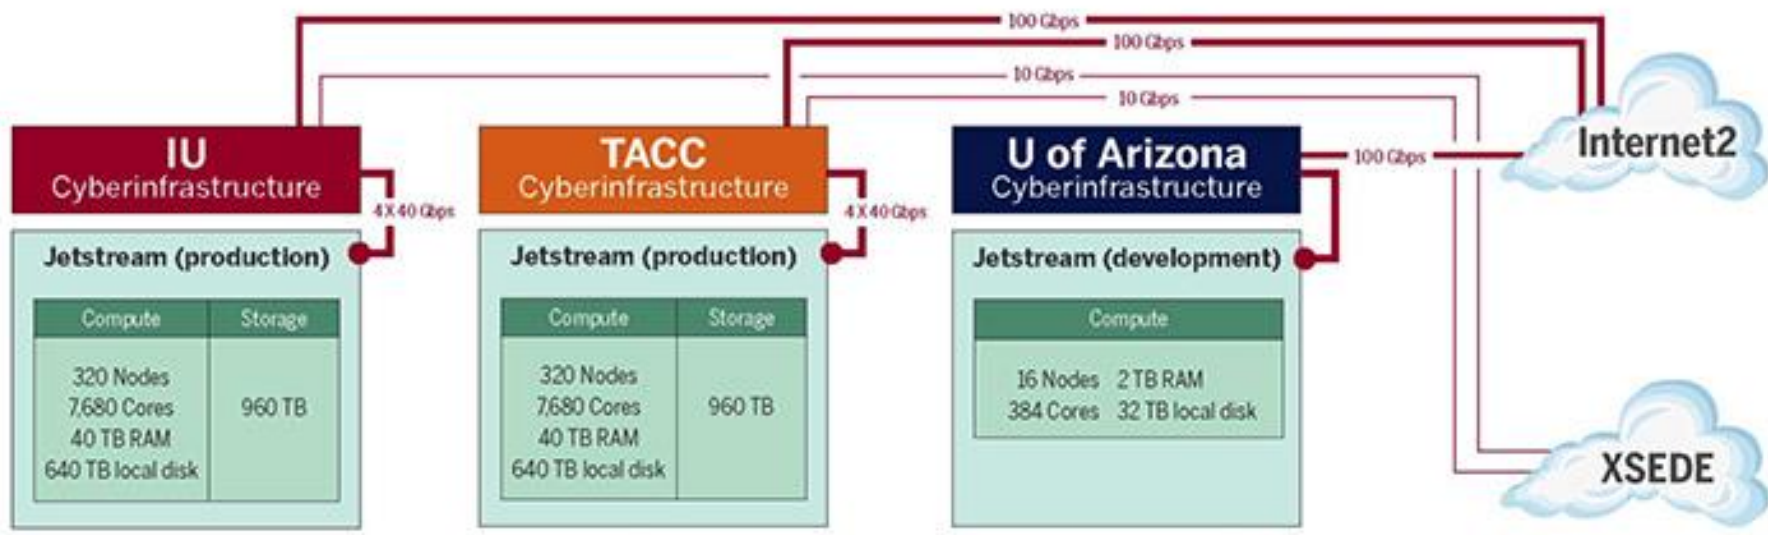 100 Gbps
100 Gbps
10 Gbps
10 Gbps
IU
Cyberinfrastructure
4 X 40 Gbps
Jetstream (production)
Compute Storage
320 Nodes
7,680 Cores
40 TB RAM
640 TB local disk
960 TB
TACC
Cyberinfrastructure
4 X 40 Gbps
Jetstream (production)
Compute Storage
320 Nodes
7,680 Cores
40 TB RAM
640 TB local disk
960 TB
U of Arizona
Cyberinfrastructure
100 Gbps
Jetstream (development)
Compute
16 Nodes 2 TB RAM
384 Cores 32 TB local disk
Internet2
XSEDE